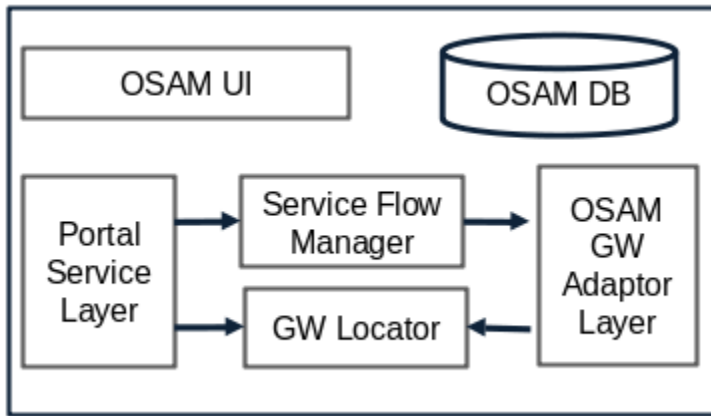 OSAM UI
OSAM DB
Portal
Service
Layer
Service Flow
Manager
GW Locator
OSAM
GW
Adaptor
Layer